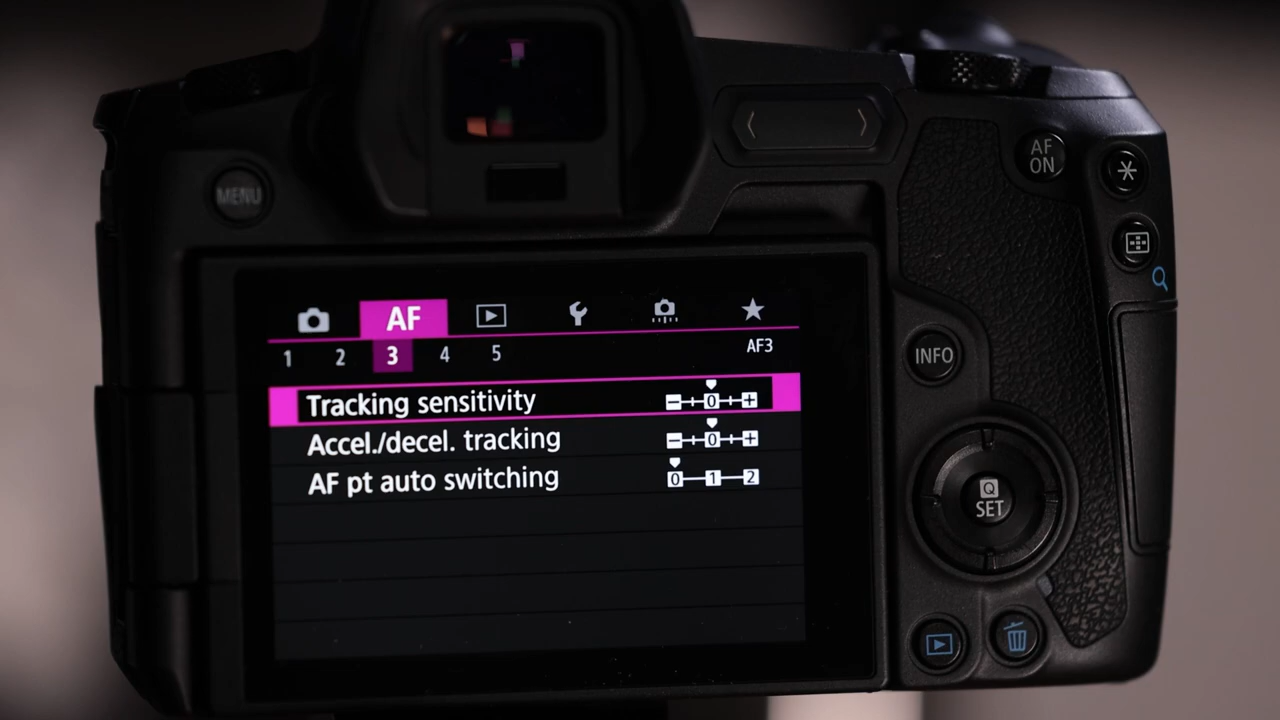 AF
ON
MENU
AF
1 2 3 4 5 AF3
INFO
Tracking sensitivity - 0 +
Accel./decel. tracking - 0 +
AF pt auto switching 0 1 2
Q
SET